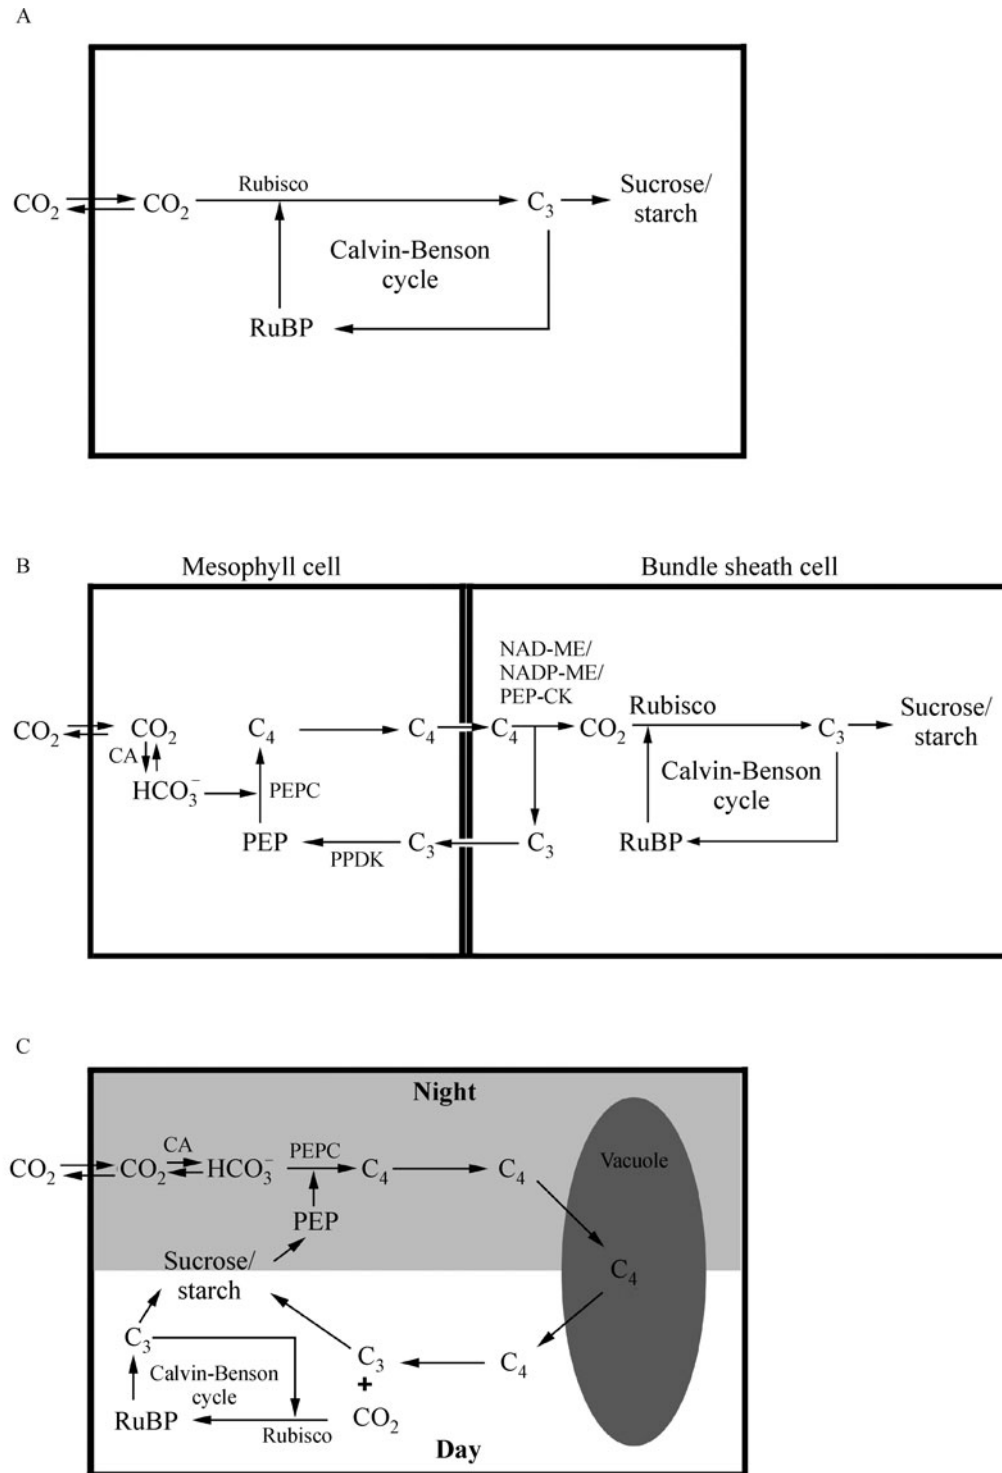 A
CO₂
CO₂
Rubisco
C₃
Sucrose/
starch
Calvin-Benson
cycle
RuBP
B
Mesophyll cell
Bundle sheath cell
NAD-ME/
NADP-ME/
PEP-CK
CO₂
CO₂
C₄
C₄
C₄
CO₂
Rubisco
C₃
Sucrose/
starch
CA
HCO₃⁻
PEPC
Calvin-Benson
cycle
PEP
PPDK
C₃
C₃
RuBP
C
Night
CO₂
CO₂
CA
HCO₃⁻
PEPC
C₄
C₄
Vacuole
PEP
Sucrose/
starch
C₄
C₃
Calvin-Benson
cycle
C₃
+
CO₂
C₄
RuBP
Rubisco
Day